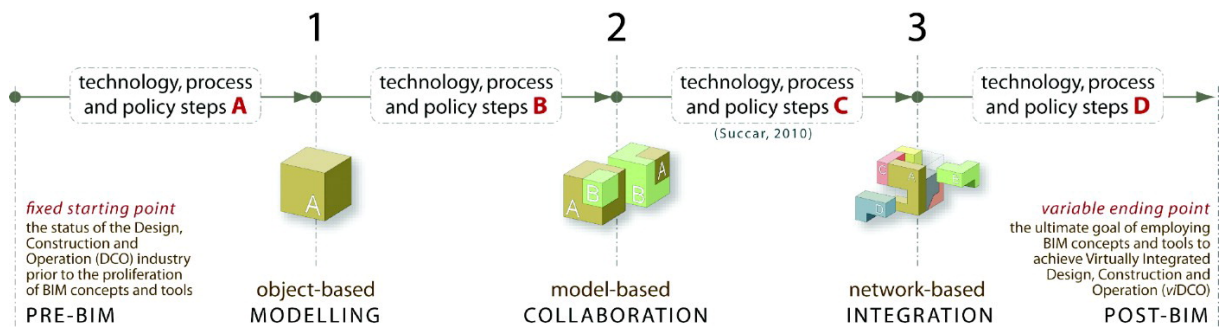 1
2
3
technology, process
and policy steps A
technology, process
and policy steps B
technology, process
and policy steps C
(Succar, 2010)
technology, process
and policy steps D
A
A
B
B
A
C
A
B
D
fixed starting point
the status of the Design,
Construction and
Operation (DCO) industry
prior to the proliferation
of BIM concepts and tools
PRE-BIM
object-based
MODELLING
model-based
COLLABORATION
network-based
INTEGRATION
variable ending point
the ultimate goal of employing
BIM concepts and tools to
achieve Virtually Integrated
Design, Construction and
Operation (viDCO)
POST-BIM